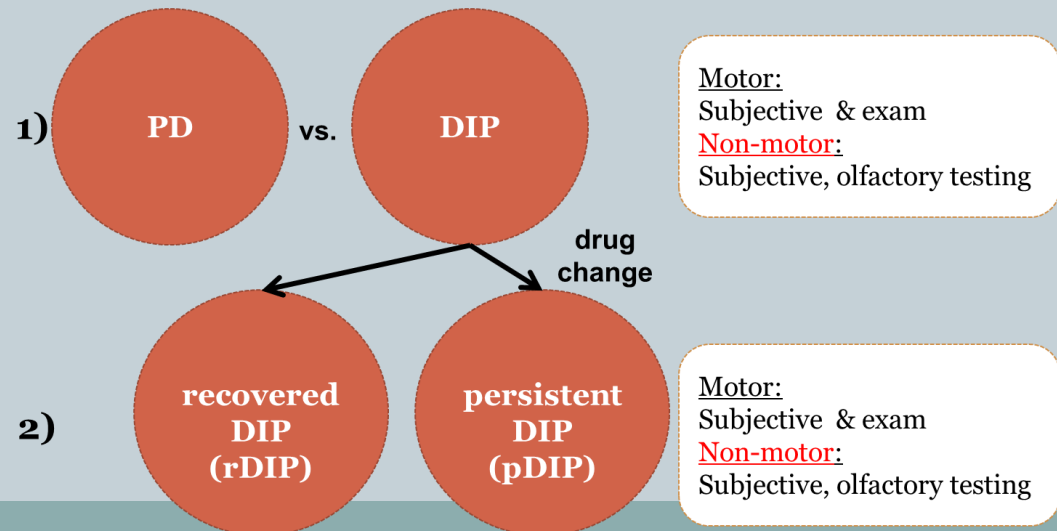 1)
PD
vs.
DIP
Motor:
Subjective & exam
Non-motor:
Subjective, olfactory testing
drug
change
2)
recovered
DIP
(rDIP)
persistent
DIP
(pDIP)
Motor:
Subjective & exam
Non-motor:
Subjective, olfactory testing